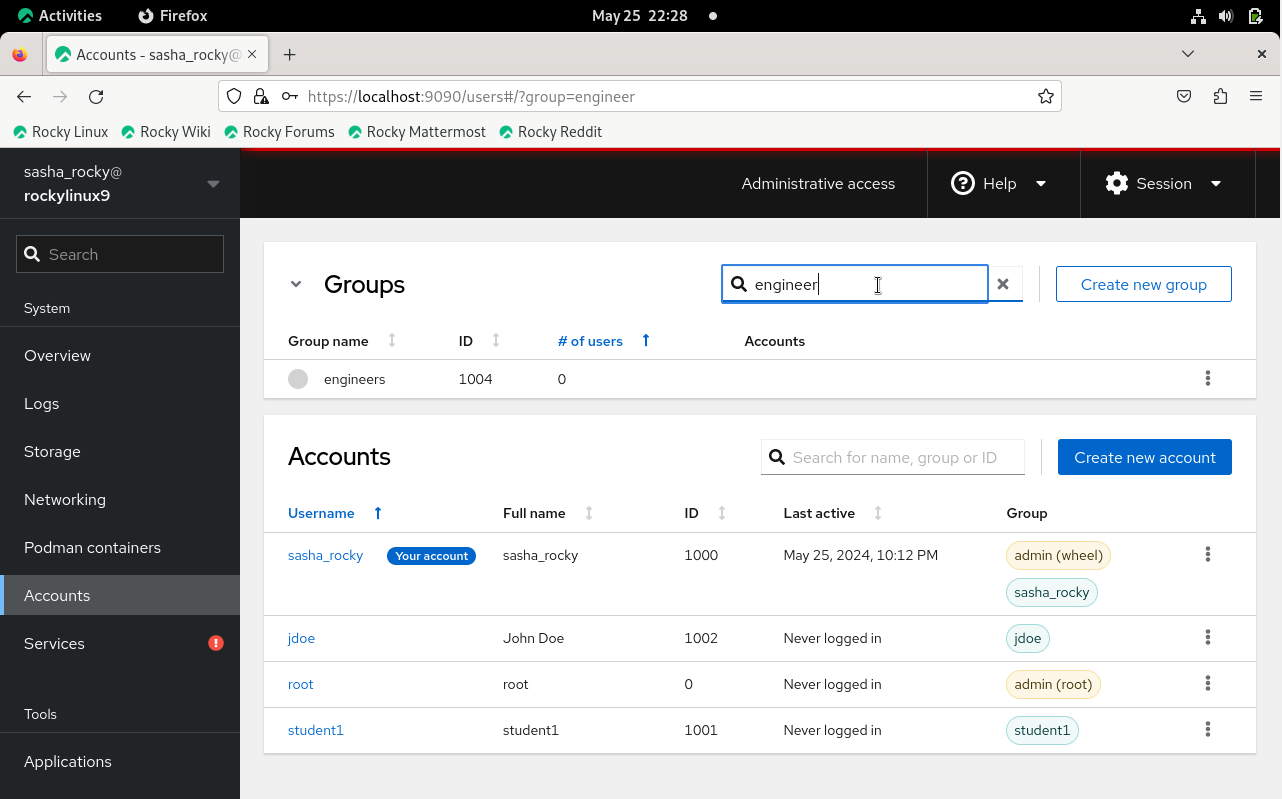 Activities Firefox May 25 22:28
Accounts - sasha_rocky@
https://localhost:9090/users#/?group=engineer
Rocky Linux Rocky Wiki Rocky Forums Rocky Mattermost Rocky Reddit
sasha_rocky@
rockylinux9
Administrative access Help Session
Search
System
Overview
Logs
Storage
Networking
Podman containers
Accounts
Services
Tools
Applications
Groups engineer Create new group
Group name ID # of users Accounts
engineers 1004 0
Accounts Search for name, group or ID Create new account
Username Full name ID Last active Group
sasha_rocky Your account sasha_rocky 1000 May 25, 2024, 10:12 PM admin (wheel)
sasha_rocky
jdoe John Doe 1002 Never logged in jdoe
root root 0 Never logged in admin (root)
student1 student1 1001 Never logged in student1